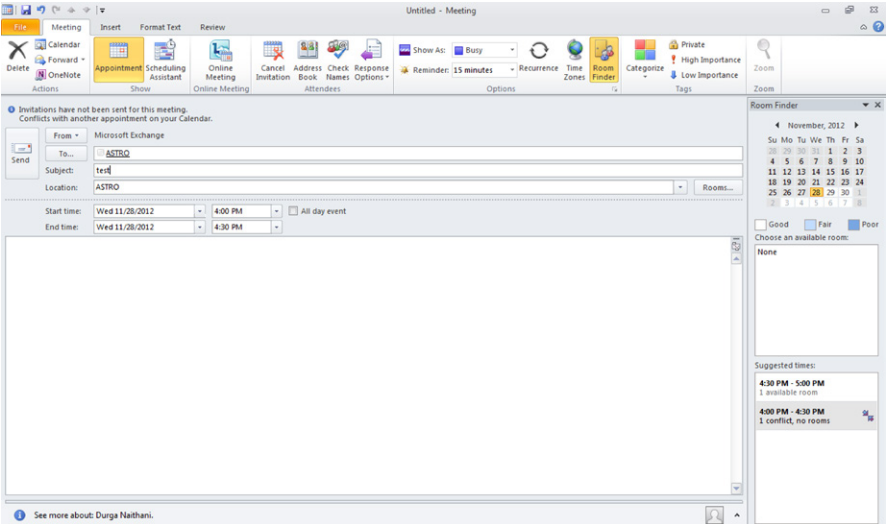 Untitled - Meeting
File Meeting Insert Format Text Review
Delete
Calendar
Forward
OneNote
Actions
Appointment
Scheduling Assistant
Show
Online Meeting
Online Meeting
Cancel Invitation
Address Book
Check Names
Response Options
Attendees
Show As: Busy
Reminder: 15 minutes
Recurrence
Time Zones
Room Finder
Options
Categorize
Private
High Importance
Low Importance
Tags
Zoom
Zoom
Invitations have not been sent for this meeting.
Conflicts with another appointment on your Calendar.
Send
From Microsoft Exchange
To... ASTRO
Subject: test
Location: ASTRO Rooms...
Start time: Wed 11/28/2012 4:00 PM All day event
End time: Wed 11/28/2012 4:30 PM
See more about: Durga Naithani.
Room Finder
November, 2012
Su Mo Tu We Th Fr Sa
28 29 30 31 1 2 3
4 5 6 7 8 9 10
11 12 13 14 15 16 17
18 19 20 21 22 23 24
25 26 27 28 29 30 1
2 3 4 5 6 7 8
Good Fair Poor
Choose an available room:
None
Suggested times:
4:30 PM - 5:00 PM
1 available room
4:00 PM - 4:30 PM
1 conflict, no rooms